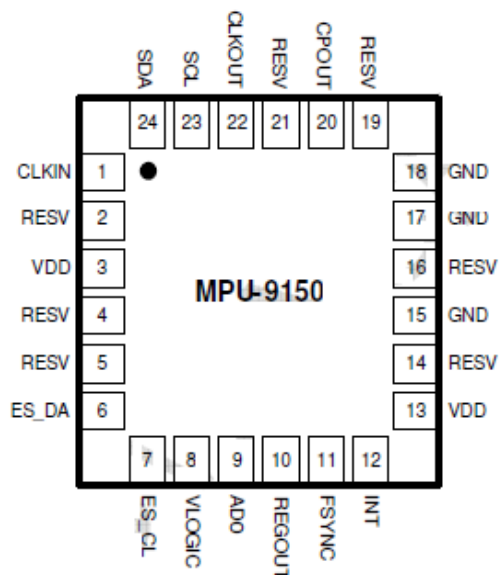 SDA SCL CLKOUT RESV CPOUT RESV
24 23 22 21 20 19
CLKIN 1 18 GND
RESV 2 17 GND
VDD 3 16 RESV
MPU-9150
RESV 4 15 GND
RESV 5 14 RESV
ES_DA 6 13 VDD
7 8 9 10 11 12
ES_CL VLOGIC AD0 REGOUT FSYNC INT